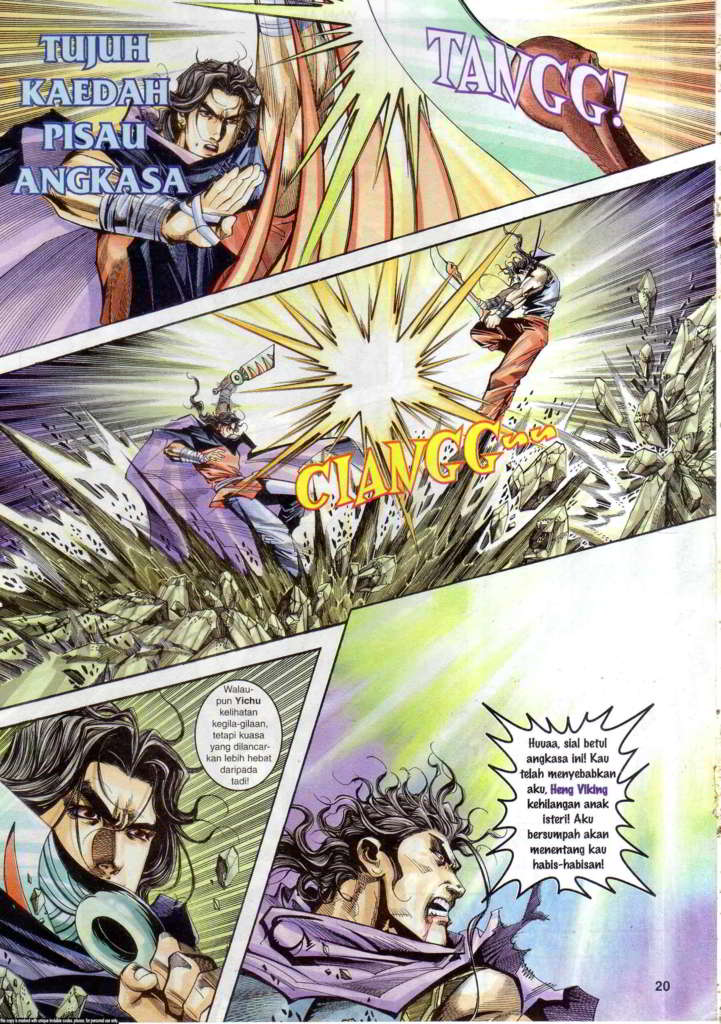 TUJUH
KAEDAH
PISAU
ANGKASA
TANGG!
CIANGG~~
Walau-
pun Yichu
kelihatan
kegila-gilaan,
tetapi kuasa
yang dilancar-
kan lebih hebat
daripada
tadi!
Huuaa, sial betul
angkasa ini! Kau
telah menyebabkan
aku, Heng Viking
kehilangan anak
isteri! Aku
bersumpah akan
menentang kau
habis-habisan!
20